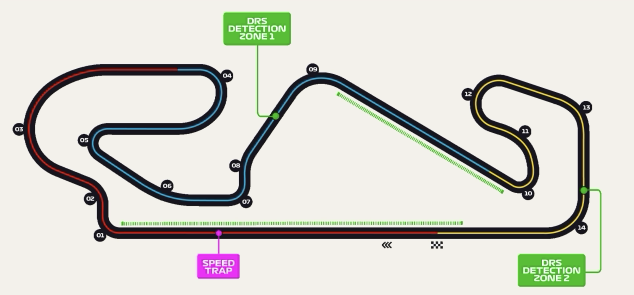 DRS
DETECTION
ZONE 1
09
04
12
13
03
11
05
08
06
10
02
07
14
01
SPEED
TRAP
DRS
DETECTION
ZONE 2